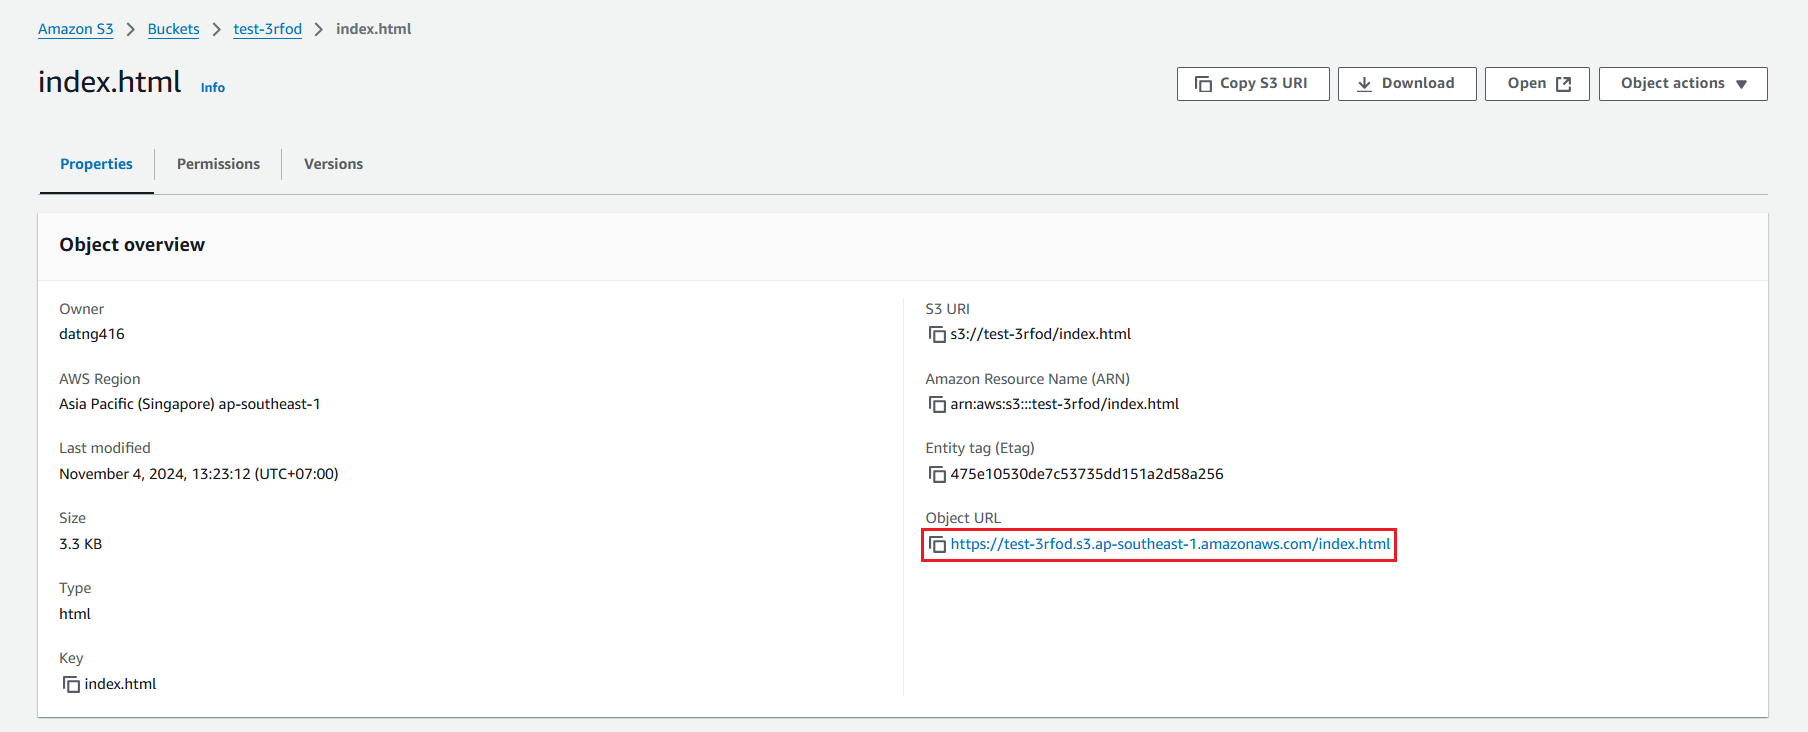 Amazon S3 > Buckets > test-3rfod > index.html
index.html Info
Copy S3 URI Download Open Object actions
Properties Permissions Versions
Object overview
Owner
datng416
AWS Region
Asia Pacific (Singapore) ap-southeast-1
Last modified
November 4, 2024, 13:23:12 (UTC+07:00)
Size
3.3 KB
Type
html
Key
index.html
S3 URI
s3://test-3rfod/index.html
Amazon Resource Name (ARN)
arn:aws:s3:::test-3rfod/index.html
Entity tag (Etag)
475e10530de7c53735dd151a2d58a256
Object URL
https://test-3rfod.s3.ap-southeast-1.amazonaws.com/index.html